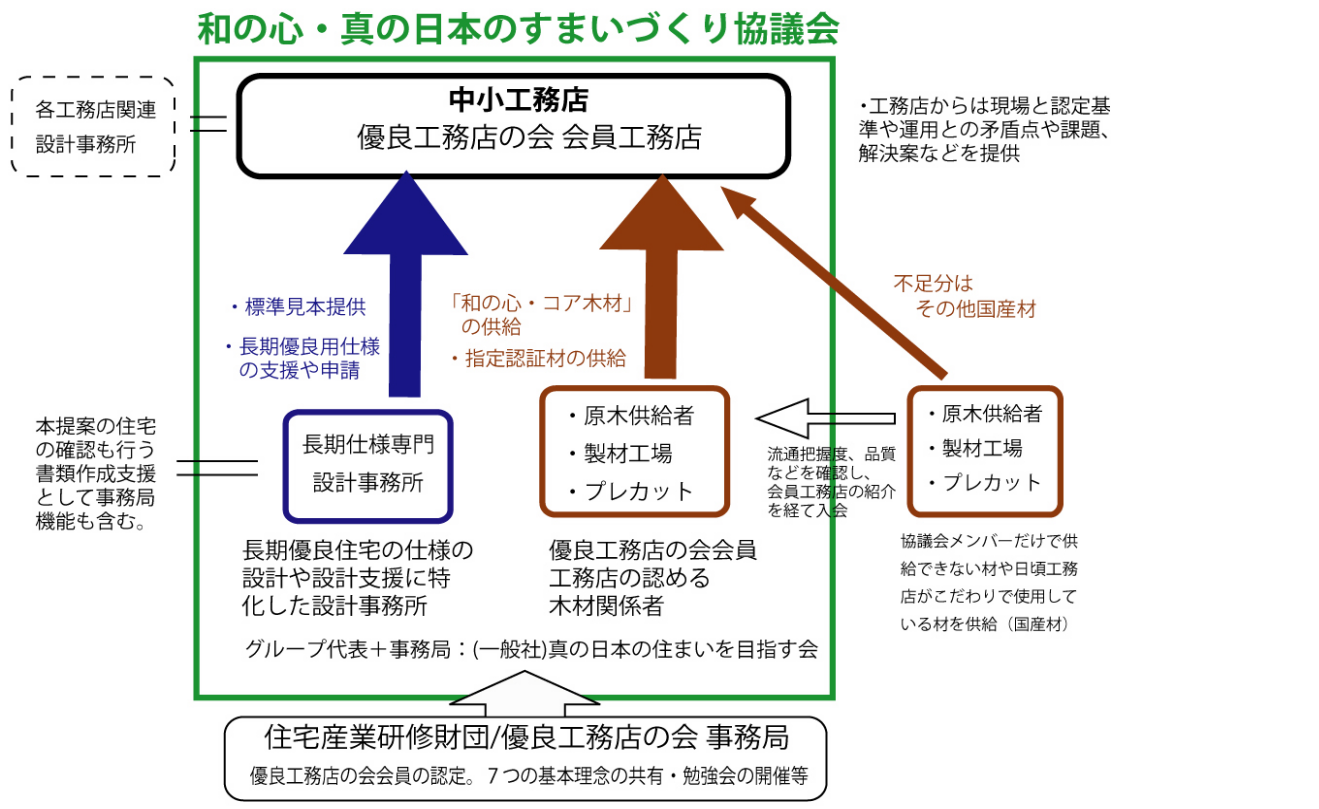 和の心・真の日本のすまいづくり協議会
各工務店関連
設計事務所
中小工務店
優良工務店の会 会員工務店
・工務店からは現場と認定基
準や運用との矛盾点や課題、
解決案などを提供
・標準見本提供
・長期優良用仕様
の支援や申請
「和の心・コア木材」
の供給
・指定認証材の供給
不足分は
その他国産材
本提案の住宅
の確認も行う
書類作成支援
として事務局
機能も含む。
長期仕様専門
設計事務所
・原木供給者
・製材工場
・プレカット
流通把握度、品質
などを確認し、
会員工務店の紹介
を経て入会
・原木供給者
・製材工場
・プレカット
長期優良住宅の仕様の
設計や設計支援に特
化した設計事務所
優良工務店の会会員
工務店の認める
木材関係者
協議会メンバーだけで供
給できない材や日頃工務
店がこだわりで使用して
いる材を供給（国産材）
グループ代表＋事務局：(一般社)真の日本の住まいを目指す会
住宅産業研修財団/優良工務店の会 事務局
優良工務店の会会員の認定。７つの基本理念の共有・勉強会の開催等